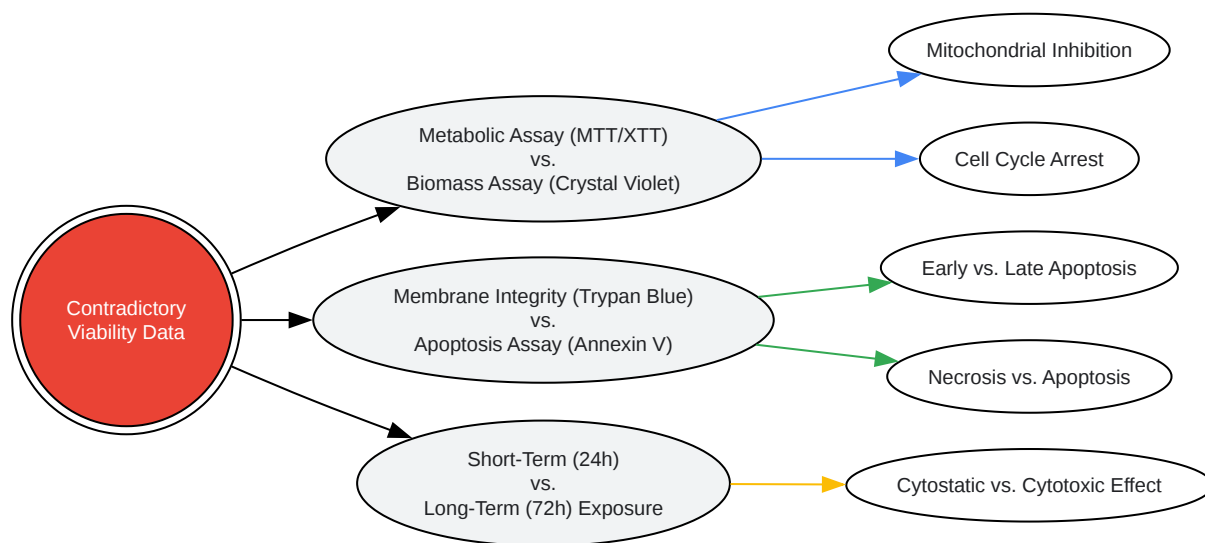 Contradictory
Viability Data
Metabolic Assay (MTT/XTT)
vs.
Biomass Assay (Crystal Violet)
Membrane Integrity (Trypan Blue)
vs.
Apoptosis Assay (Annexin V)
Short-Term (24h)
vs.
Long-Term (72h) Exposure
Mitochondrial Inhibition
Cell Cycle Arrest
Early vs. Late Apoptosis
Necrosis vs. Apoptosis
Cytostatic vs. Cytotoxic Effect